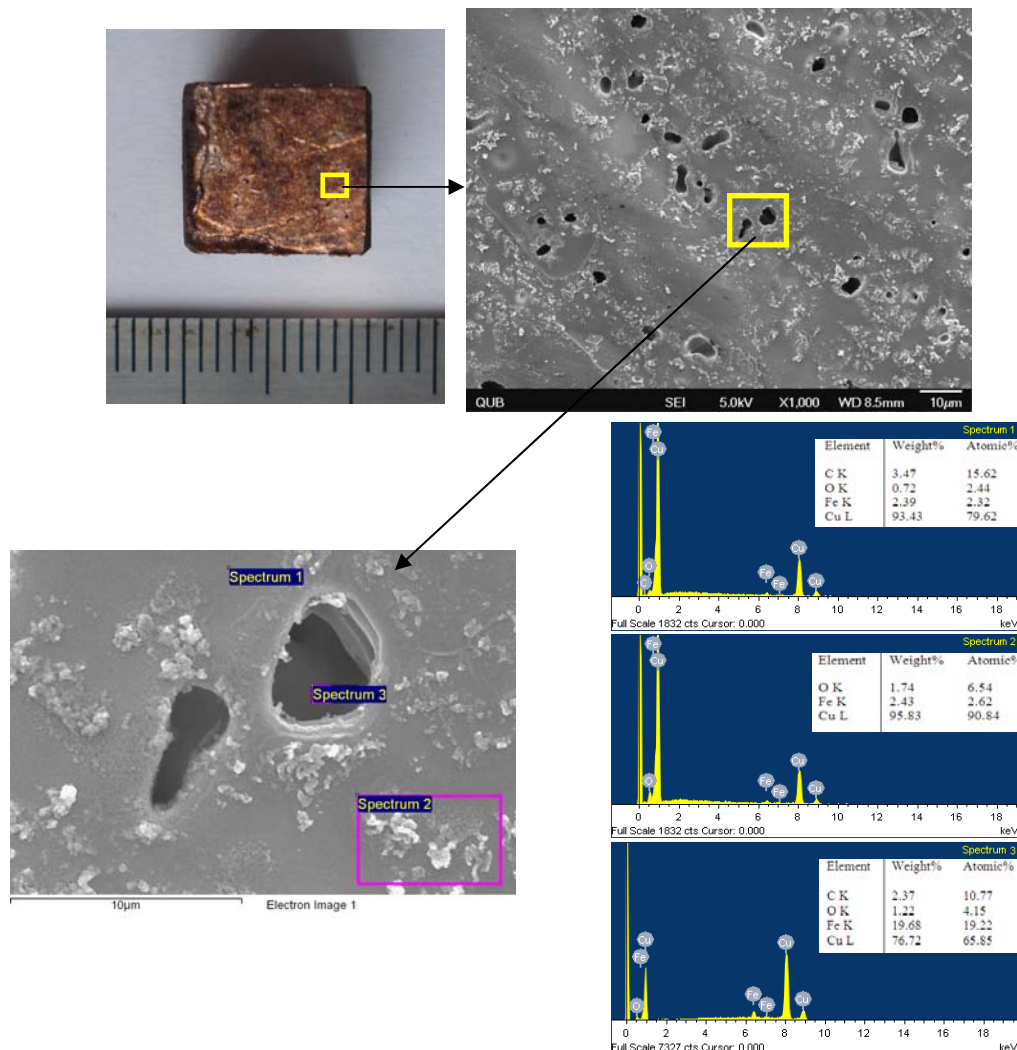 QUB SEI 5.0kV X1,000 WD 8.5mm 10µm
Spectrum 1
Fe
Cu
Element Weight% Atomic%
C K 3.47 15.62
O K 0.72 2.44
Fe K 2.39 2.32
Cu L 93.43 79.62
O
C
Fe
Fe
Cu
Cu
0 2 4 6 8 10 12 14 16 18
Full Scale 1832 cts Cursor: 0.000 keV
Spectrum 1
Spectrum 3
Spectrum 2
10µm Electron Image 1
Spectrum 2
Fe
Cu
Element Weight% Atomic%
O K 1.74 6.54
Fe K 2.43 2.62
Cu L 95.83 90.84
O
Fe
Fe
Cu
Cu
0 2 4 6 8 10 12 14 16 18
Full Scale 1832 cts Cursor: 0.000 keV
Spectrum 3
Element Weight% Atomic%
C K 2.37 10.77
O K 1.22 4.15
Fe K 19.68 19.22
Cu L 76.72 65.85
Cu
Fe
O
Cu
Fe
Fe
Cu
0 2 4 6 8 10 12 14 16 18
Full Scale 7327 cts Cursor: 0.000 keV